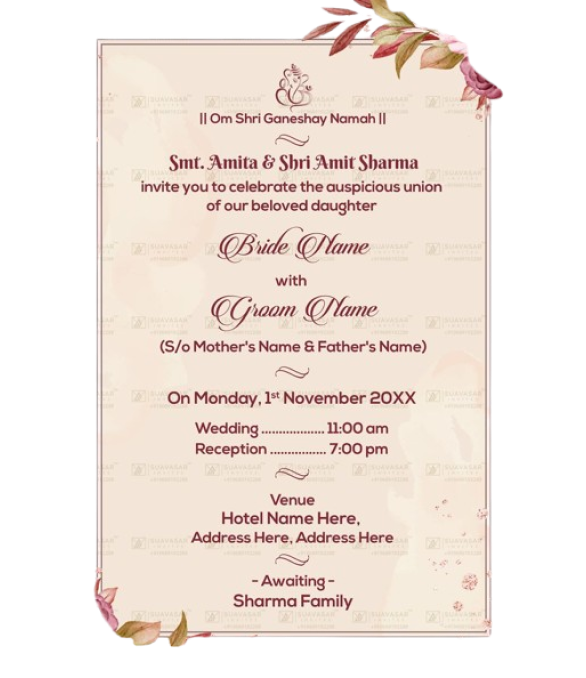 || Om Shri Ganeshay Namah ||
Smt. Amita & Shri Amit Sharma
invite you to celebrate the auspicious union
of our beloved daughter
Bride Name
with
Groom Name
(S/o Mother's Name & Father's Name)
On Monday, 1st November 20XX
Wedding .................. 11:00 am
Reception ................ 7:00 pm
Venue
Hotel Name Here,
Address Here, Address Here
- Awaiting -
Sharma Family